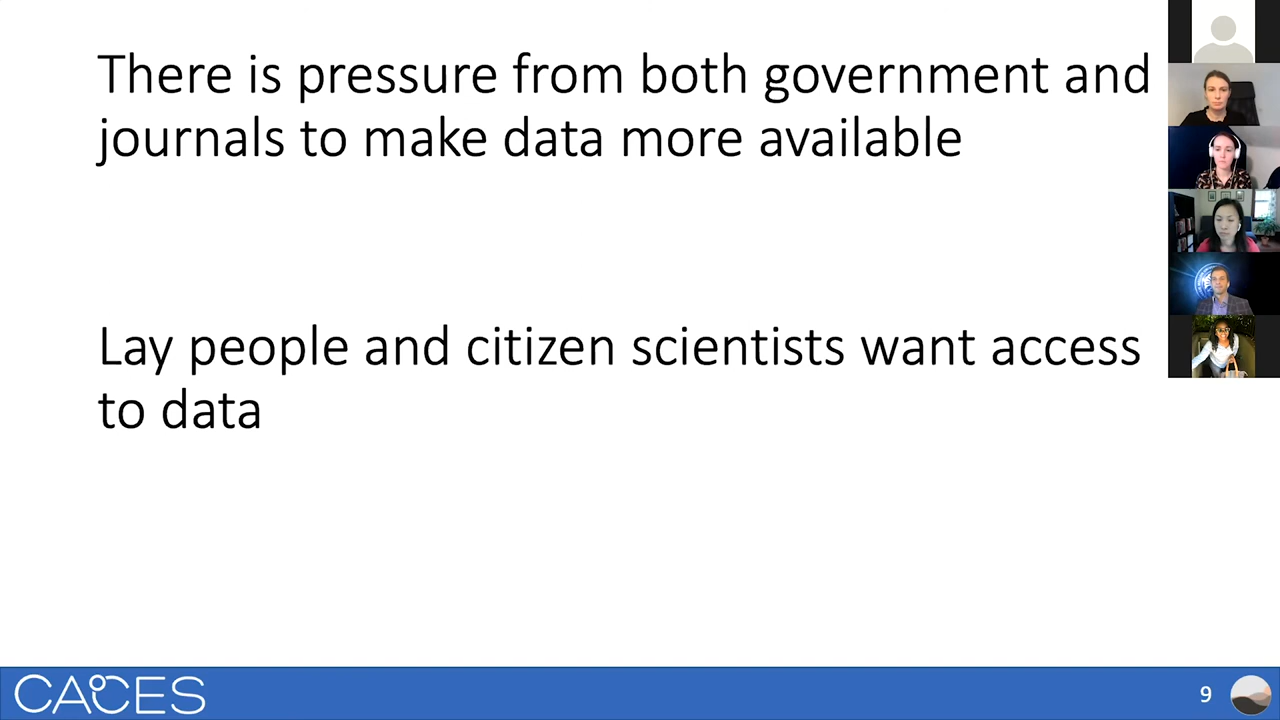 There is pressure from both government and
journals to make data more available
Lay people and citizen scientists want access
to data
CACES
9